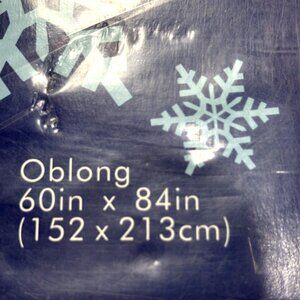 Oblong
60in x 84in
(152 x 213cm)